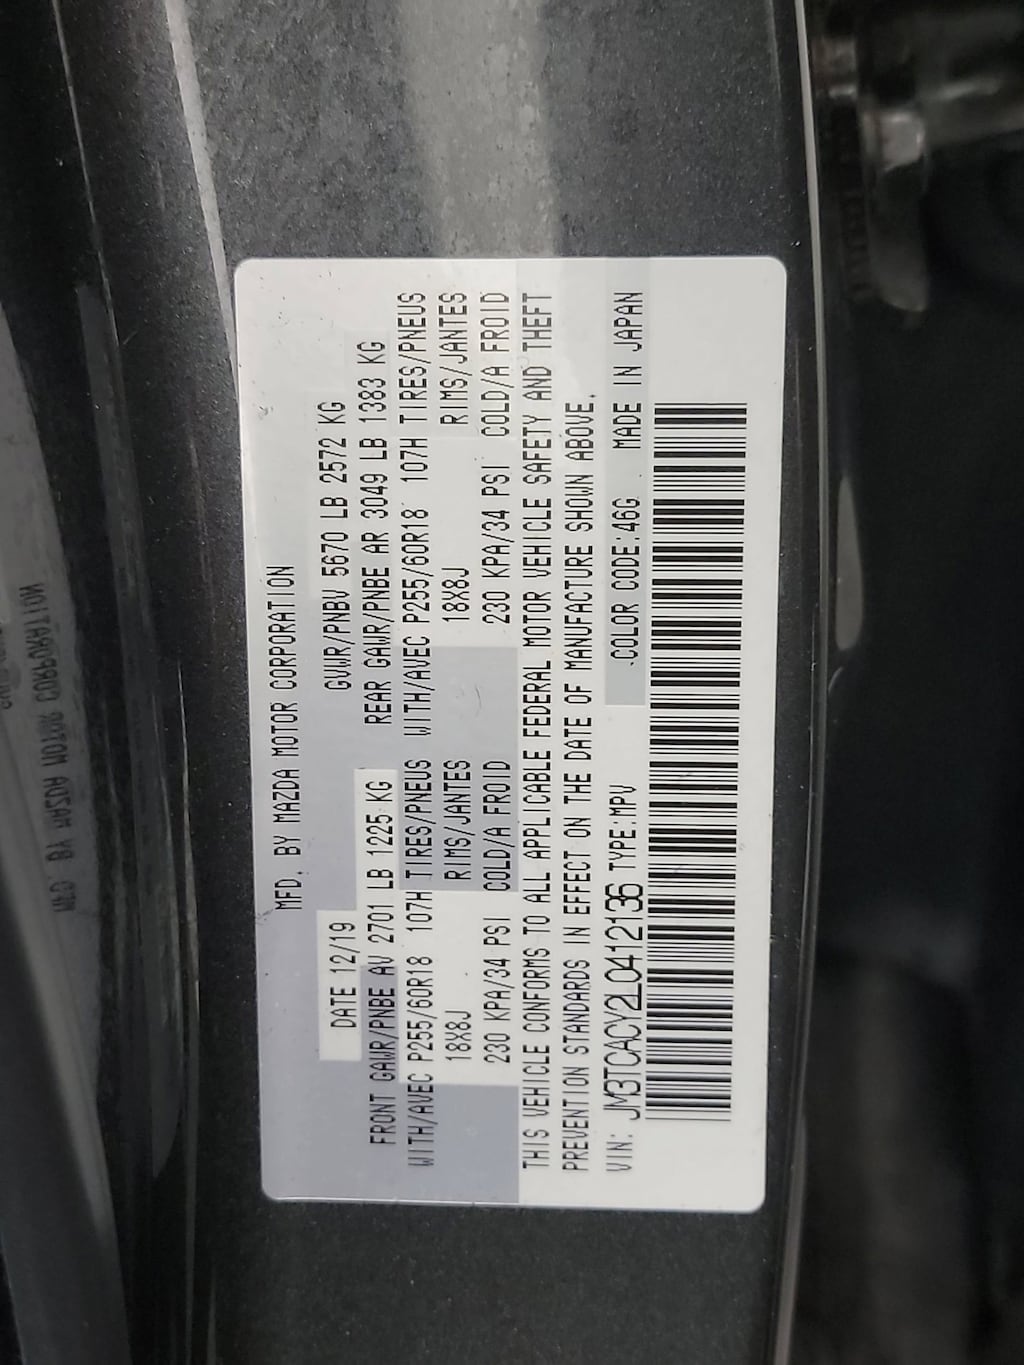 MFD. BY MAZDA MOTOR CORPORATION
DATE 12/19 GVWR/PNBV 5670 LB 2572 KG
FRONT GAWR/PNBE AV 2701 LB 1225 KG REAR GAWR/PNBE AR 3049 LB 1383 KG
WITH/AVEC P255/60R18 107H TIRES/PNEUS WITH/AVEC P255/60R18 107H TIRES/PNEUS
18X8J RIMS/JANTES 18X8J RIMS/JANTES
230 KPA/34 PSI COLD/A FROID 230 KPA/34 PSI COLD/A FROID
THIS VEHICLE CONFORMS TO ALL APPLICABLE FEDERAL MOTOR VEHICLE SAFETY AND THEFT
PREVENTION STANDARDS IN EFFECT ON THE DATE OF MANUFACTURE SHOWN ABOVE.
VIN: JM3TCACY2L0412136 TYPE:MPV COLOR CODE:46G MADE IN JAPAN
MFD. BY MAZDA MOTOR CORPORATION